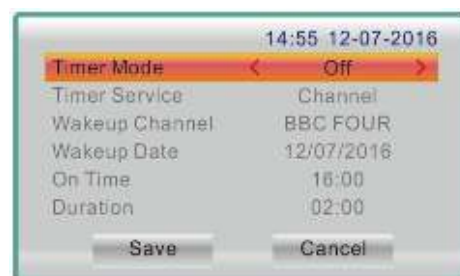 14:55 12-07-2016
Timer Mode < Off >
Timer Service Channel
Wakeup Channel BBC FOUR
Wakeup Date 12/07/2016
On Time 16:00
Duration 02:00
Save Cancel